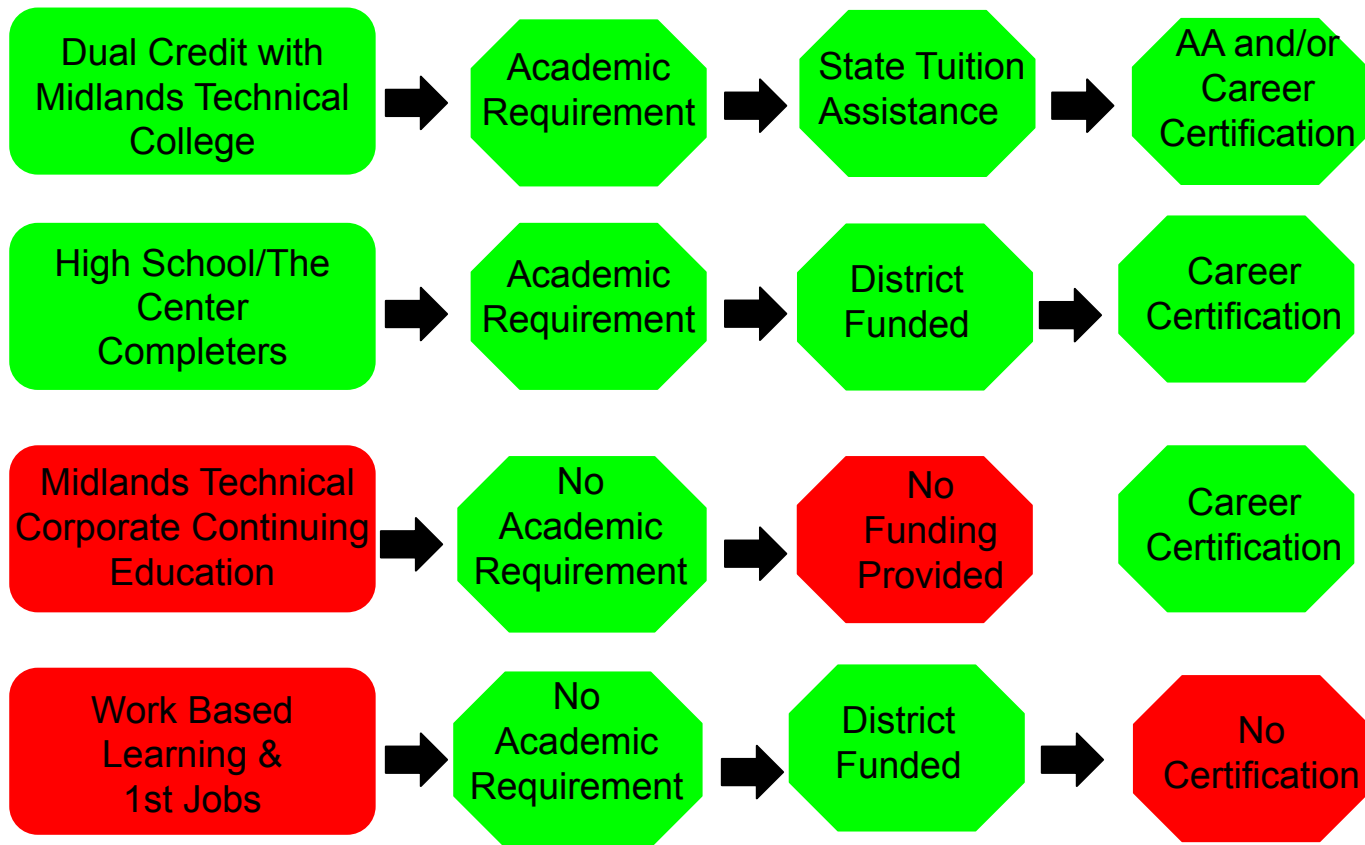 Dual Credit with
Midlands Technical
College
Academic
Requirement
State Tuition
Assistance
AA and/or
Career
Certification
High School/The
Center
Completers
Academic
Requirement
District
Funded
Career
Certification
Midlands Technical
Corporate Continuing
Education
No
Academic
Requirement
No
Funding
Provided
Career
Certification
Work Based
Learning &
1st Jobs
No
Academic
Requirement
District
Funded
No
Certification